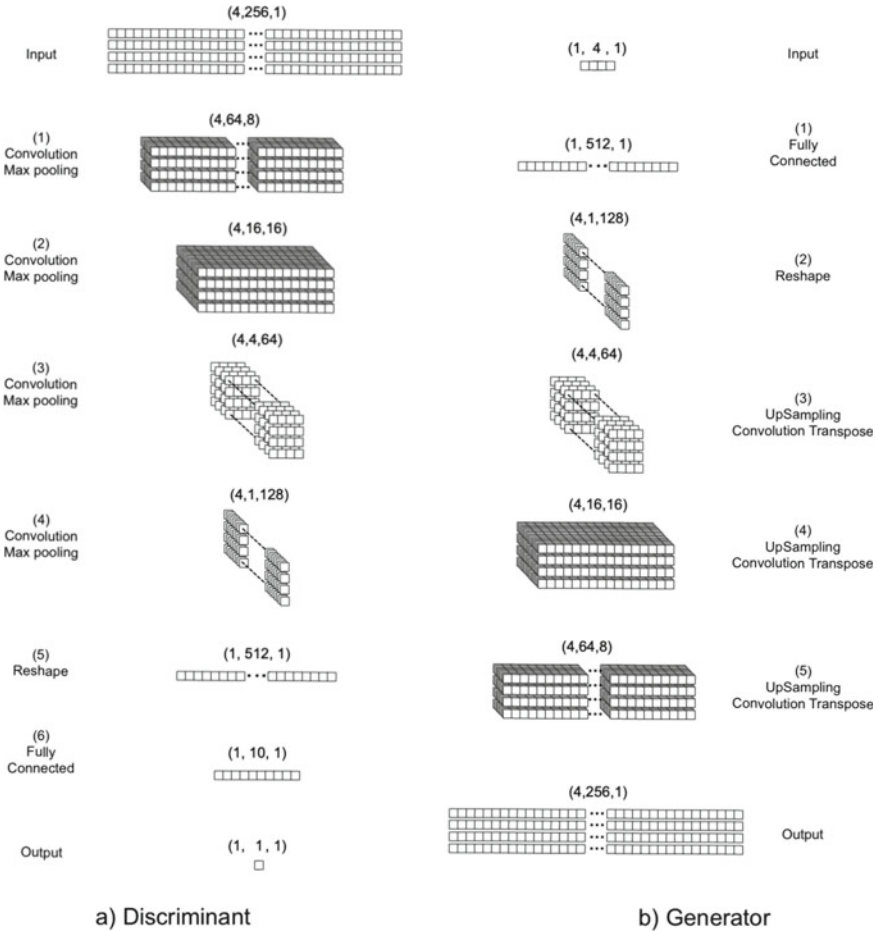 (4,256,1)
Input
(1)
Convolution
Max pooling
(4,64,8)
(2)
Convolution
Max pooling
(4,16,16)
(3)
Convolution
Max pooling
(4,4,64)
(4)
Convolution
Max pooling
(4,1,128)
(5)
Reshape
(1, 512, 1)
(6)
Fully
Connected
(1, 10, 1)
Output
(1, 1, 1)
a) Discriminant
(1, 4 , 1)
Input
(1)
Fully
Connected
(1, 512, 1)
(4,1,128)
(2)
Reshape
(4,4,64)
(3)
UpSampling
Convolution Transpose
(4,16,16)
(4)
UpSampling
Convolution Transpose
(4,64,8)
(5)
UpSampling
Convolution Transpose
(4,256,1)
Output
b) Generator